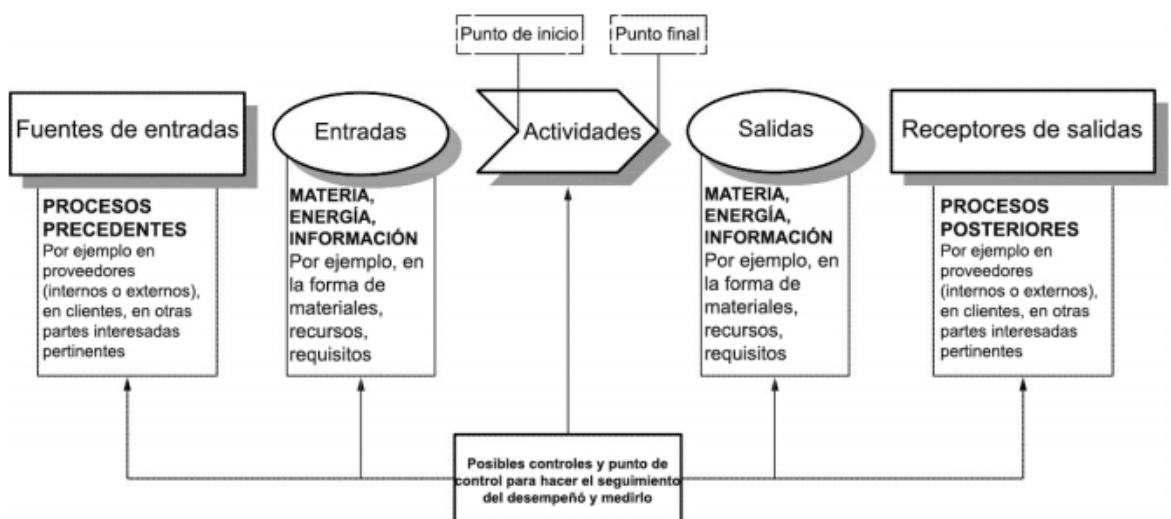 Punto de inicio
Punto final
Fuentes de entradas
Entradas
Actividades
Salidas
Receptores de salidas
PROCESOS
PRECEDENTES
Por ejemplo en
proveedores
(internos o externos),
en clientes, en otras
partes interesadas
pertinentes
MATERIA,
ENERGÍA,
INFORMACIÓN
Por ejemplo, en
la forma de
materiales,
recursos,
requisitos
MATERIA,
ENERGÍA,
INFORMACIÓN
Por ejemplo, en
la forma de
materiales,
recursos,
requisitos
PROCESOS
POSTERIORES
Por ejemplo en
proveedores
(internos o externos),
en clientes, en otras
partes interesadas
pertinentes
Posibles controles y punto de
control para hacer el seguimiento
del desempeñó y medirlo